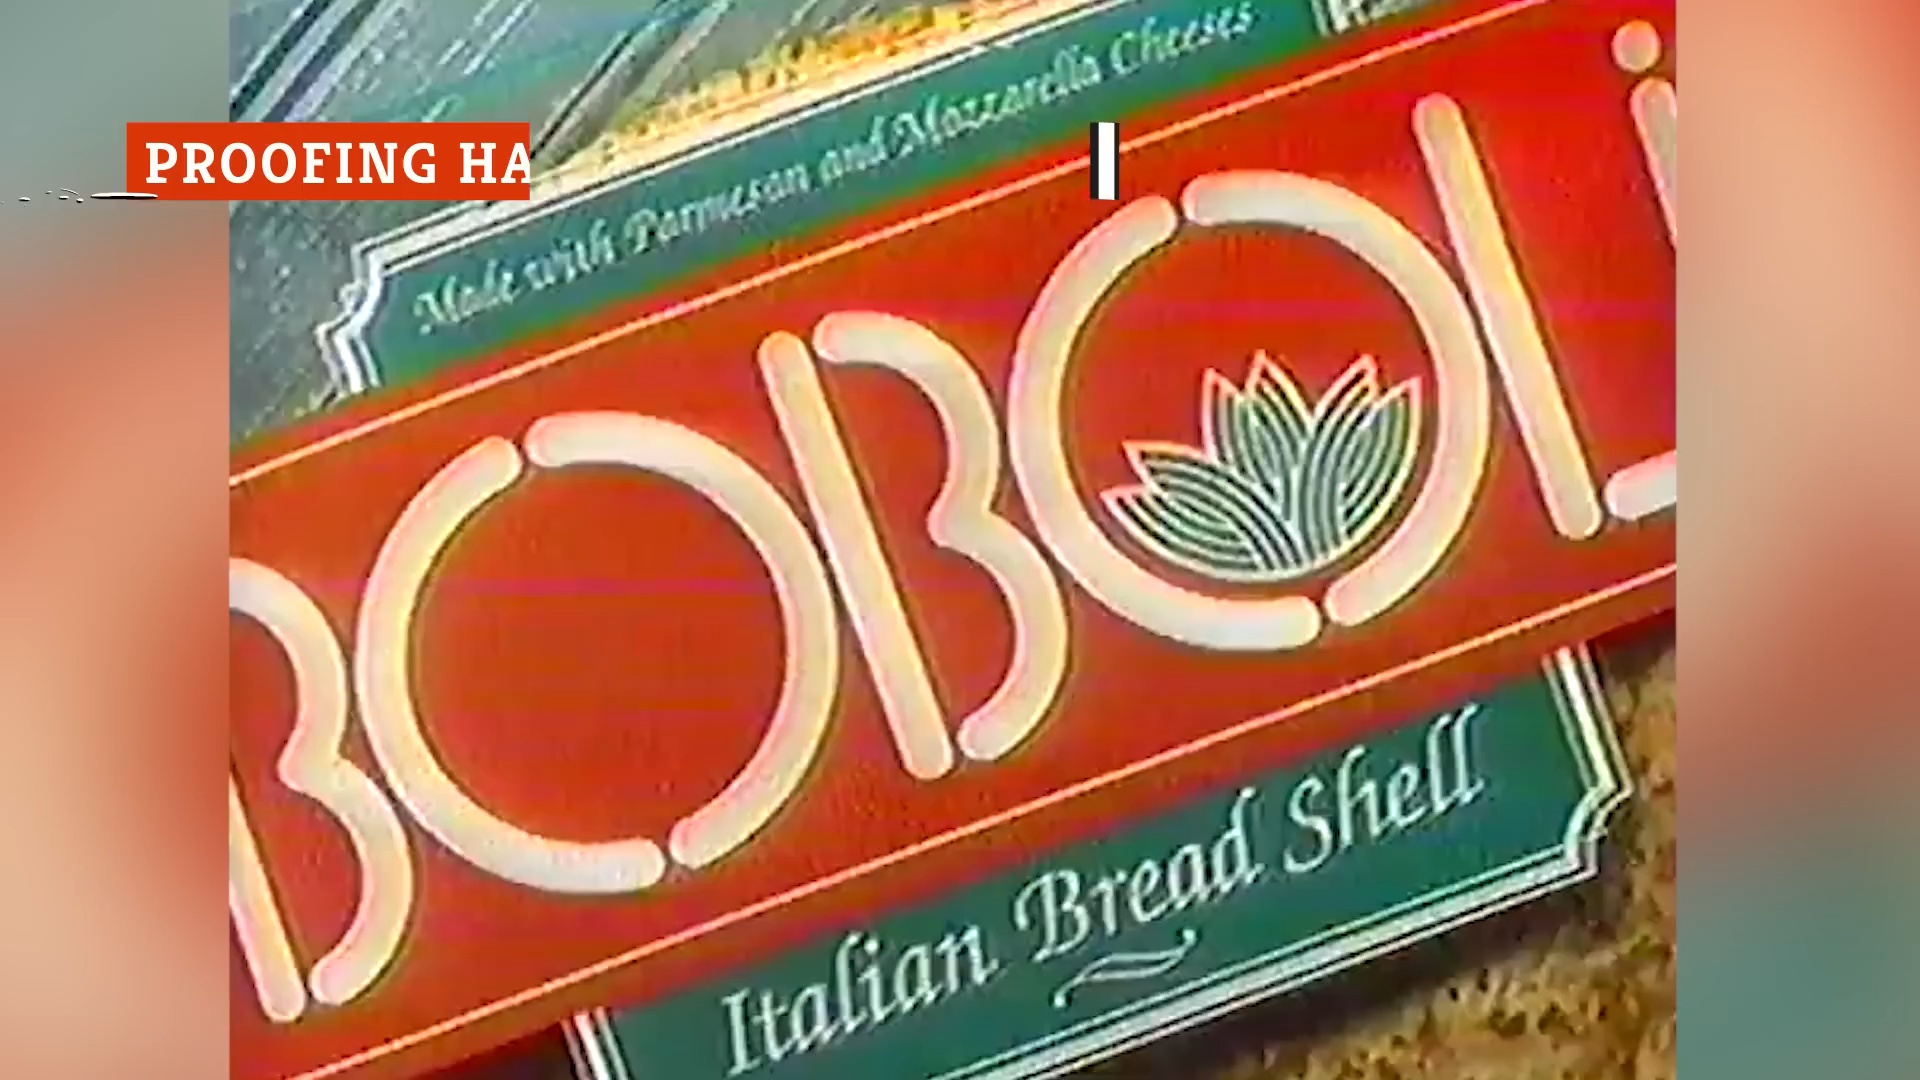 PROOFING HA
Made with Parmesan and Mozzarella Cheeses
BOBOLi
Italian Bread Shell